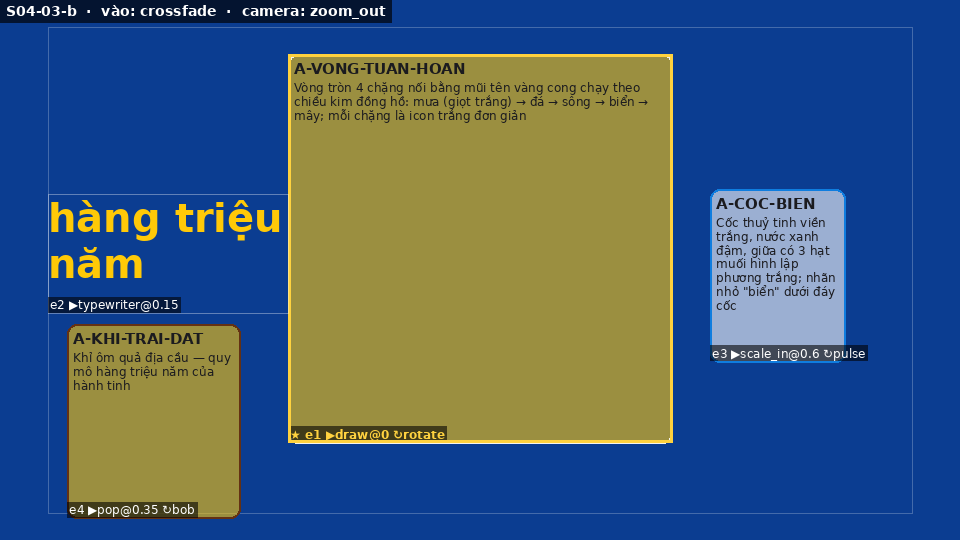 S04-03-b  ·  vào: crossfade  ·  camera: zoom_out
A-VONG-TUAN-HOAN
Vòng tròn 4 chặng nối bằng mũi tên vàng cong chạy theo
chiều kim đồng hồ: mưa (giọt trắng) → đá → sông → biển →
mây; mỗi chặng là icon trắng đơn giản
★ e1 ▶draw@0 ↻rotate
hàng triệu
năm
e2 ▶typewriter@0.15
A-COC-BIEN
Cốc thuỷ tinh viền
trắng, nước xanh
đậm, giữa có 3 hạt
muối hình lập
phương trắng; nhãn
nhỏ "biển" dưới đáy
cốc
e3 ▶scale_in@0.6 ↻pulse
A-KHI-TRAI-DAT
Khỉ ôm quả địa cầu — quy
mô hàng triệu năm của
hành tinh
e4 ▶pop@0.35 ↻bob